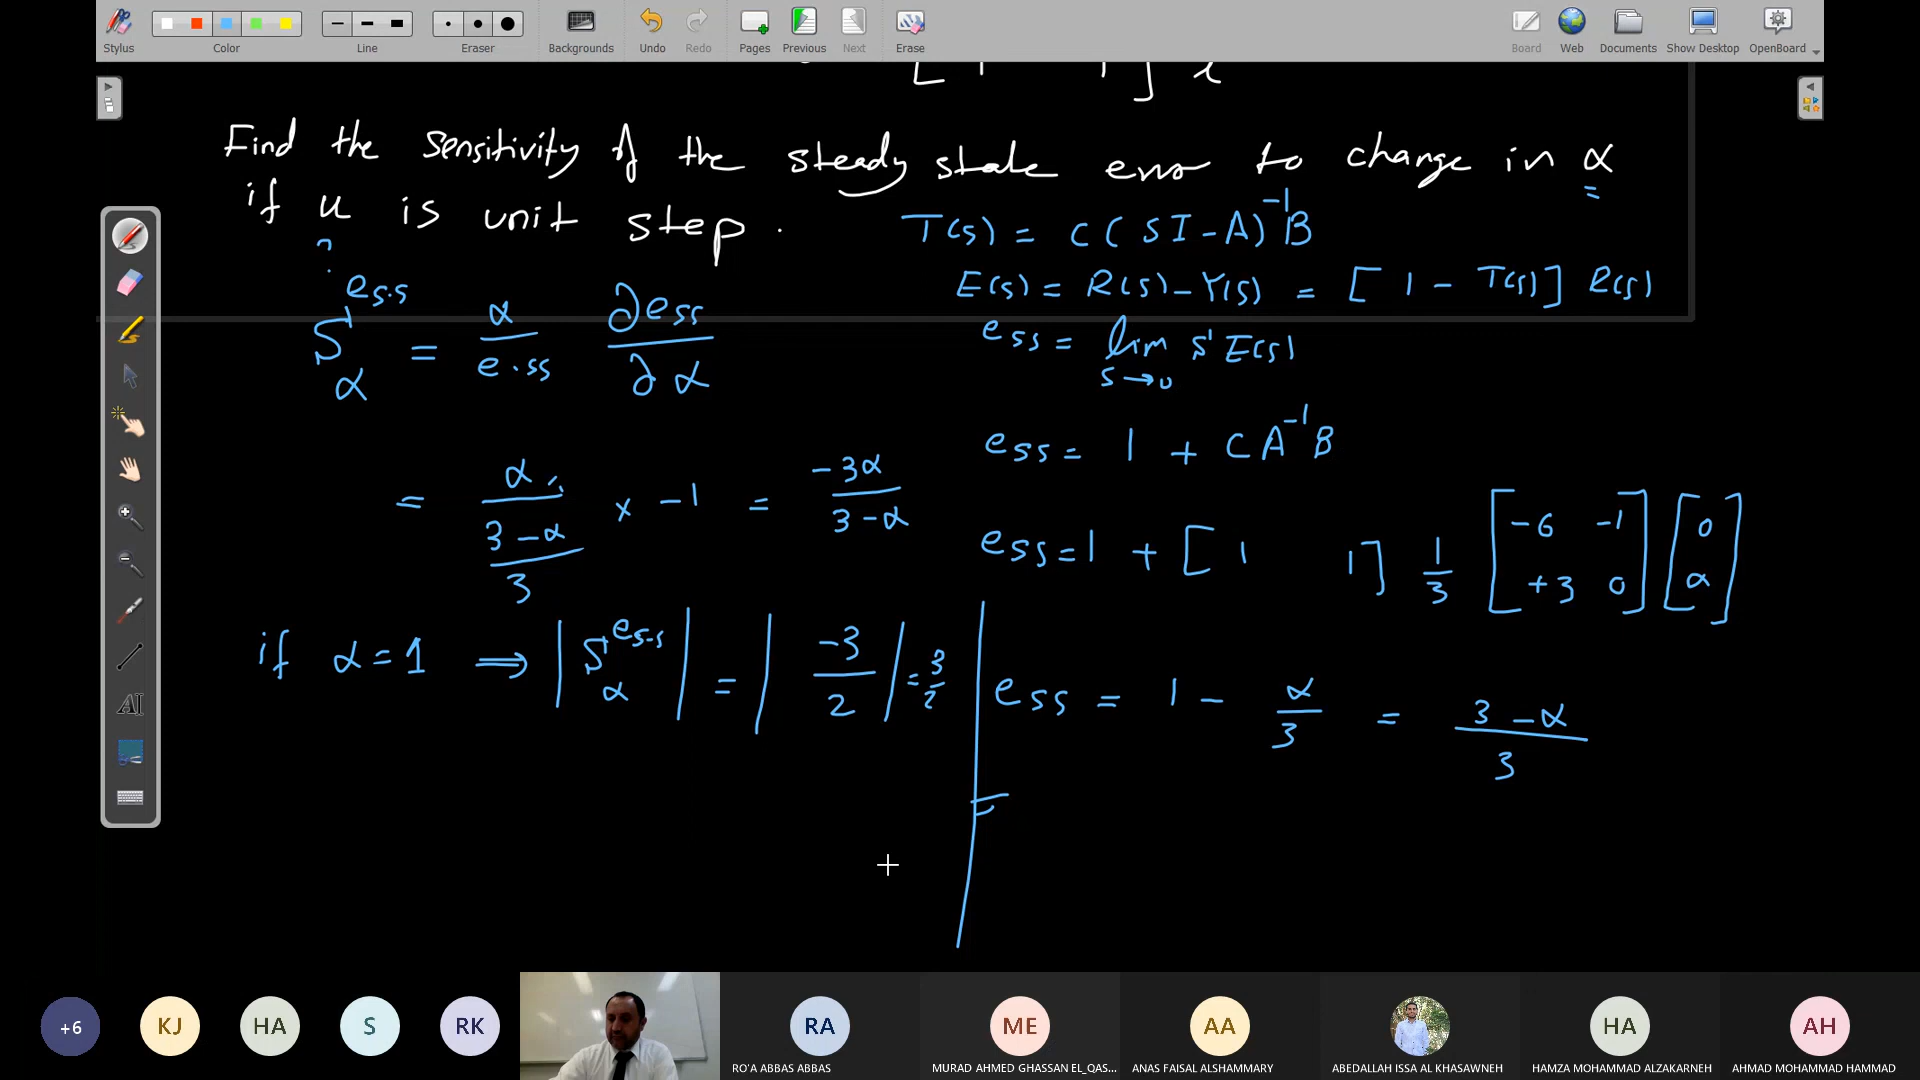 Stylus Color Line Eraser Backgrounds Undo Redo Pages Previous Next Erase Board Web Documents Show Desktop OpenBoard
Find the sensitivity of the steady state error to change in α
if u is unit step .
T(s) = C(SI-A)^{-1}B
E(s) = R(s) - Y(s) = [1 - T(s)] R(s)
S_α^{e.s.s} = α/e.ss ∂ess/∂α
ess = lim_{s→0} s E(s)
ess = 1 + CA^{-1}B
= α/((3-α)/3) x -1 = -3α/(3-α)
ess = 1 + [1 1] 1/3 [-6 -1; +3 0] [0; α]
if α = 1 ⇒ |S_α^{e.s.s}| = |-3/2| = 3/2
ess = 1 - α/3 = (3-α)/3
=
+6 KJ HA S RK RA ME AA HA AH
RO'A ABBAS ABBAS
MURAD AHMED GHASSAN EL_QAS...
ANAS FAISAL ALSHAMMARY
ABEDALLAH ISSA AL KHASAWNEH
HAMZA MOHAMMAD ALZAKARNEH
AHMAD MOHAMMAD HAMMAD